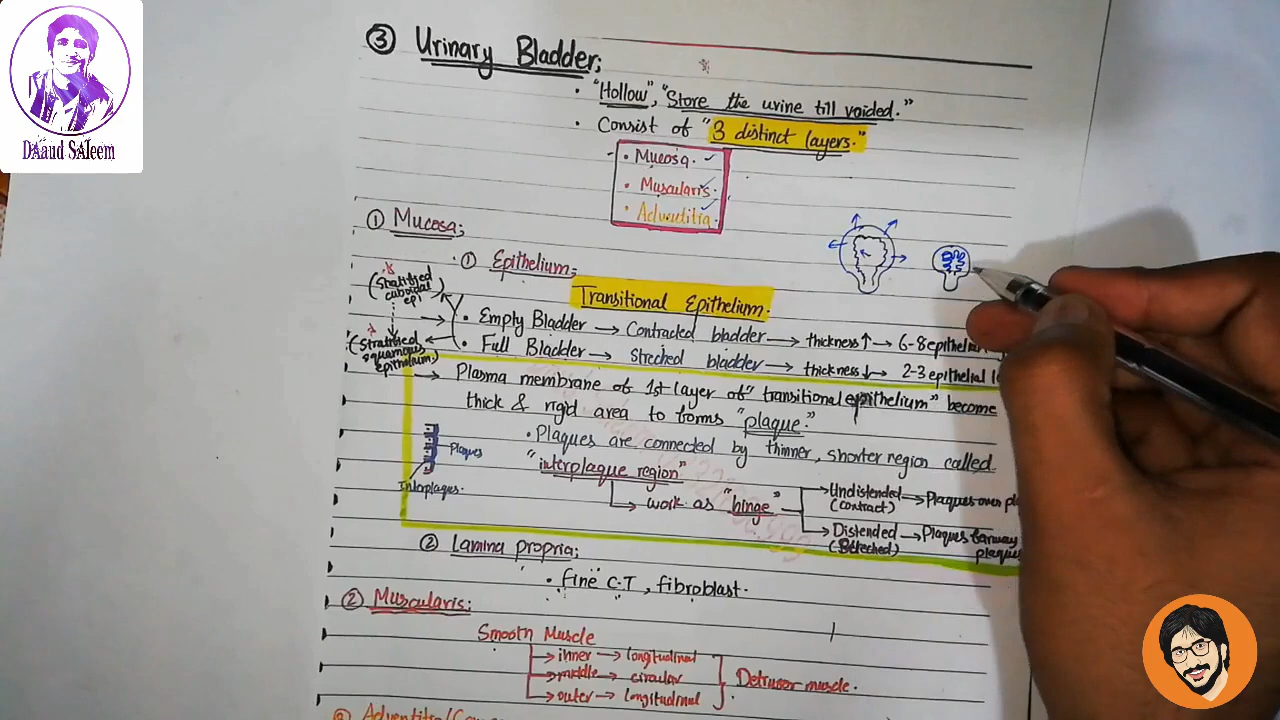 DAaud SAleem
③ Urinary Bladder;
• "Hollow", "Store the urine till voided."
• Consist of "3 distinct layers."
• Mucosa.
• Muscularis.
• Adventitia
① Mucosa;
① Epithelium;
Transitional Epithelium.
(Stratified cuboidal epi)
• Empty Bladder → Contracted bladder → thickness↑ → 6-8 epithelial
• Full Bladder → Streched bladder → thickness↓ → 2-3 epithelial
(Stratified squamous epithelium)
→ Plasma membrane of 1st layer of "transitional epithelium" become
thick & rigid area to forms "plaque."
• Plaques are connected by thinner, shorter region called
"interplaque region"
Plaques
Interplaques.
→ work as "hinge"
→ Undistended → Plaques over
(contract)
→ Distended → Plaques
plaques
② Lamina propria;
• fine C.T, fibroblast.
② Muscularis;
Smooth Muscle
→ inner → longitudinal
→ middle → circular
→ outer → longitudinal
Detrusor muscle.